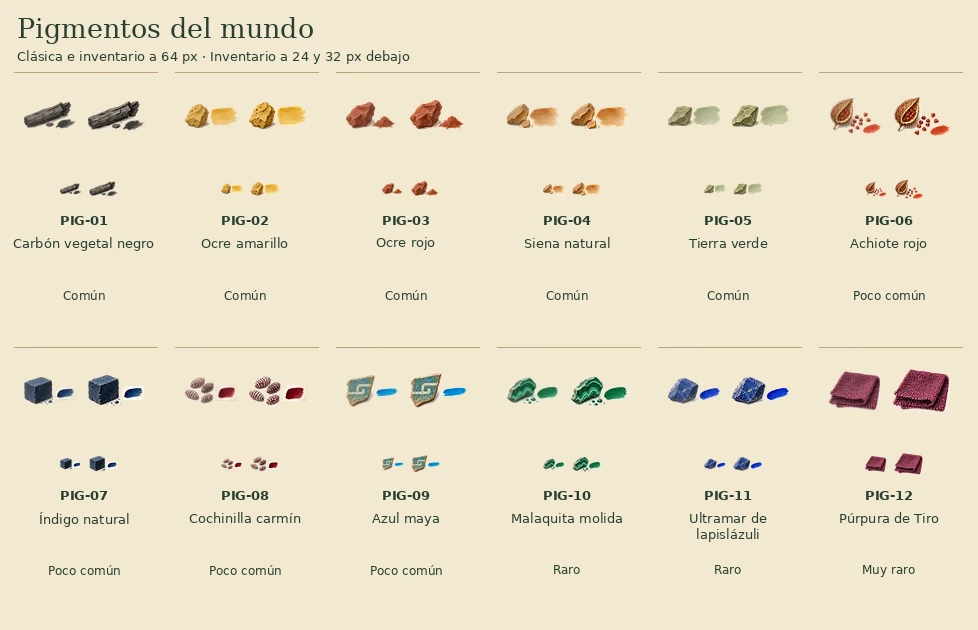 Pigmentos del mundo
Clásica e inventario a 64 px · Inventario a 24 y 32 px debajo
PIG-01
Carbón vegetal negro
Común
PIG-02
Ocre amarillo
Común
PIG-03
Ocre rojo
Común
PIG-04
Siena natural
Común
PIG-05
Tierra verde
Común
PIG-06
Achiote rojo
Poco común
PIG-07
Índigo natural
Poco común
PIG-08
Cochinilla carmín
Poco común
PIG-09
Azul maya
Poco común
PIG-10
Malaquita molida
Raro
PIG-11
Ultramar de
lapislázuli
Raro
PIG-12
Púrpura de Tiro
Muy raro